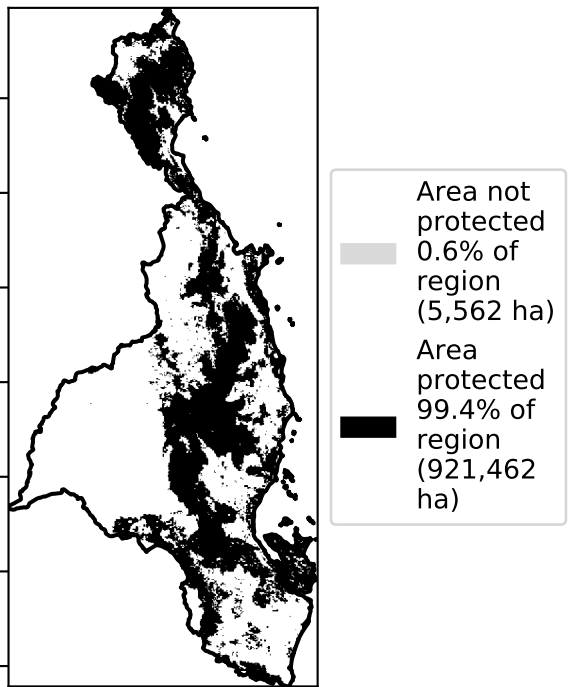 Area not
protected
0.6% of
region
(5,562 ha)
Area
protected
99.4% of
region
(921,462
ha)